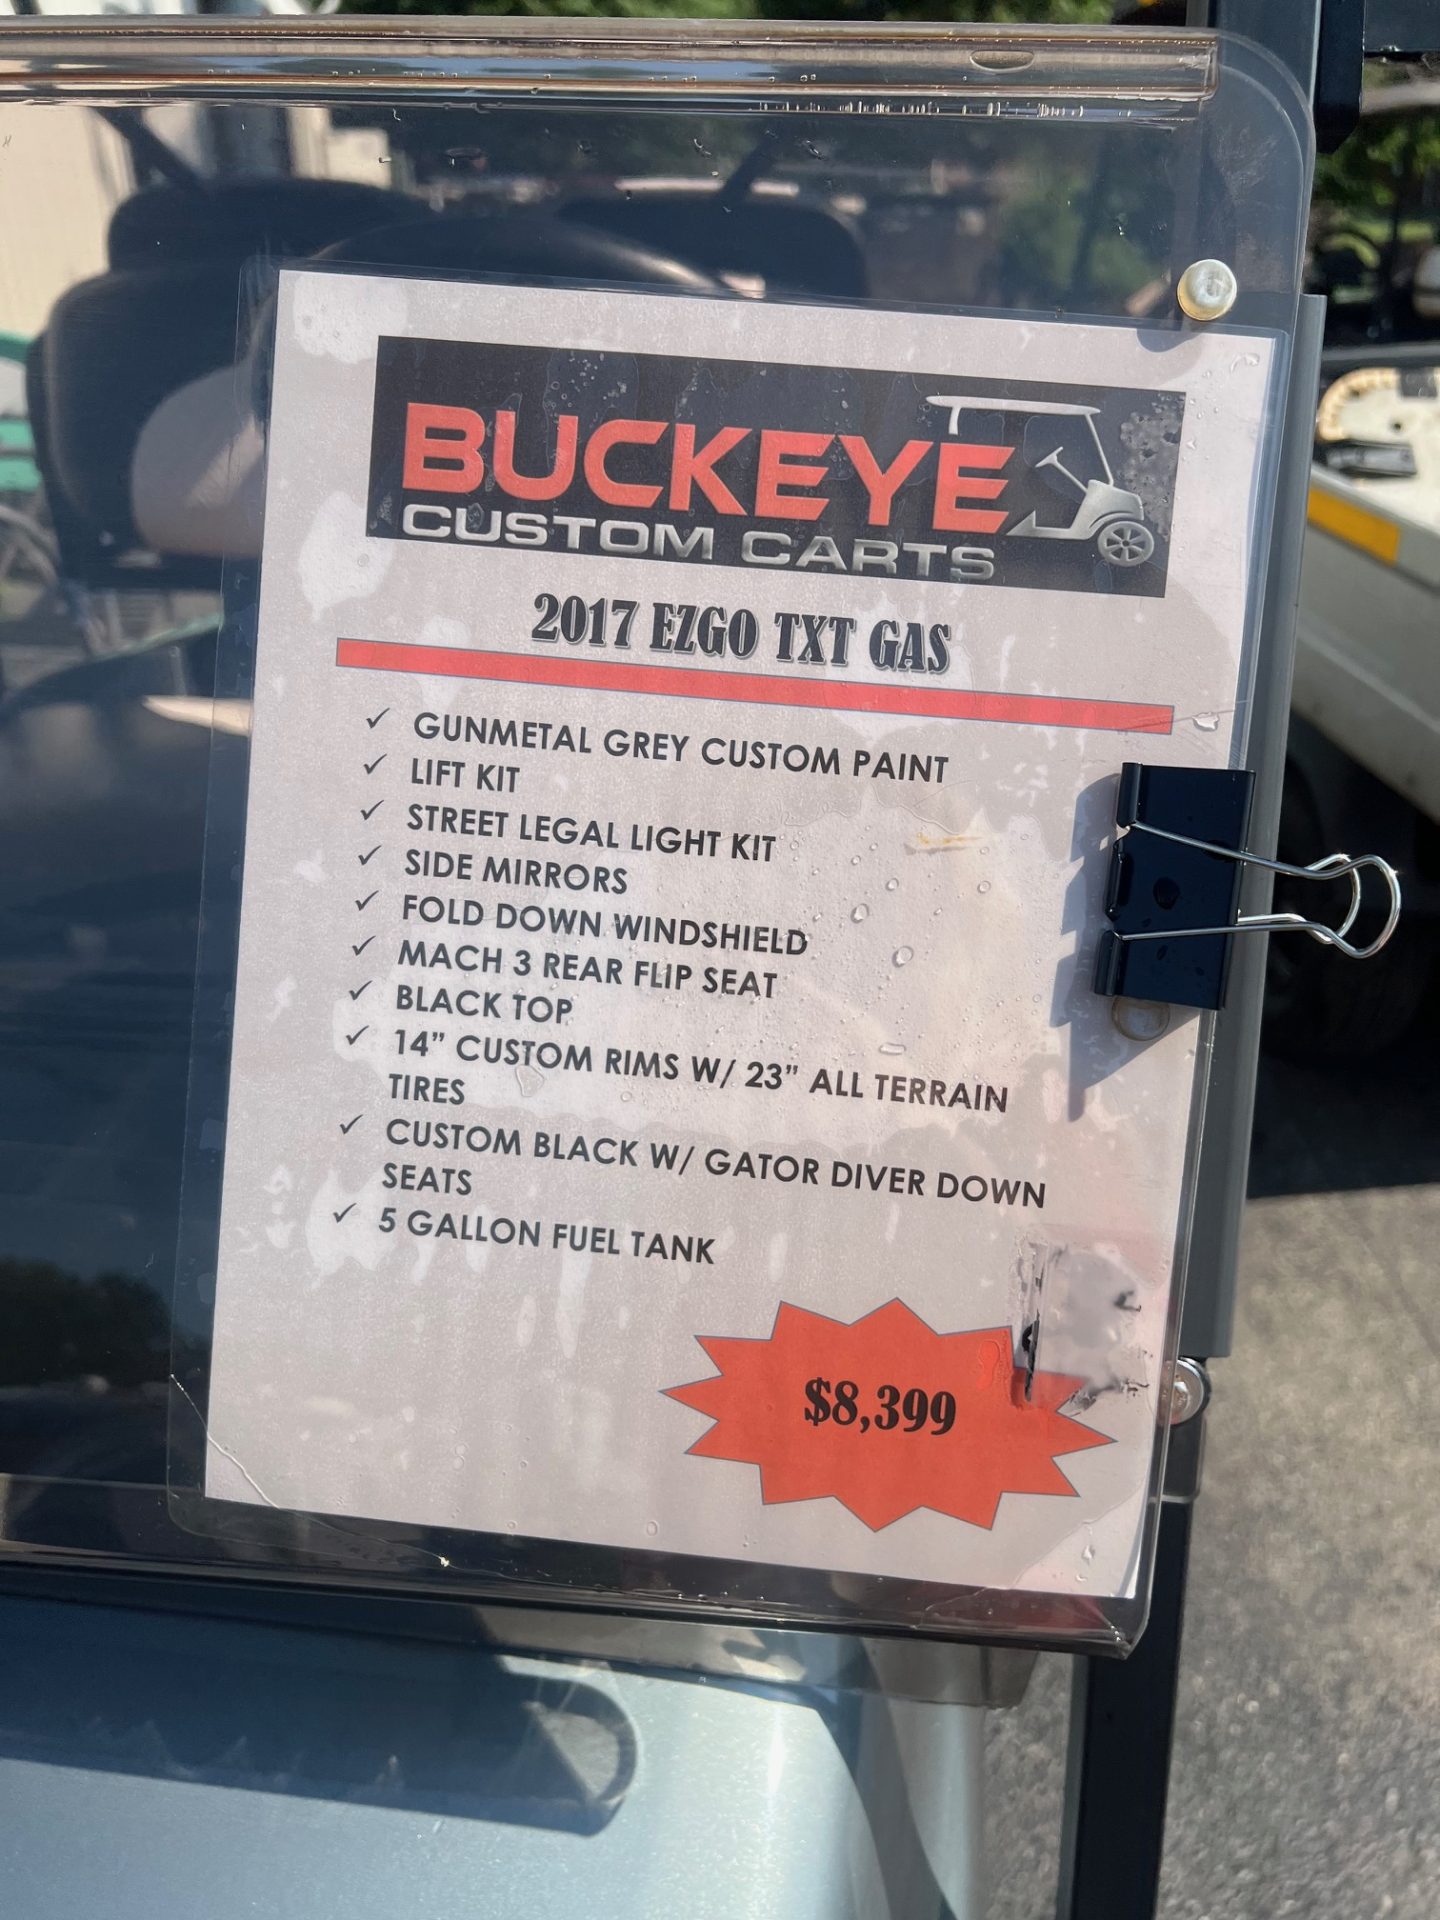 BUCKEYE
CUSTOM CARTS
2017 EZGO TXT GAS
✓ GUNMETAL GREY CUSTOM PAINT
✓ LIFT KIT
✓ STREET LEGAL LIGHT KIT
✓ SIDE MIRRORS
✓ FOLD DOWN WINDSHIELD
✓ MACH 3 REAR FLIP SEAT
✓ BLACK TOP
✓ 14” CUSTOM RIMS W/ 23” ALL TERRAIN
TIRES
✓ CUSTOM BLACK W/ GATOR DIVER DOWN
SEATS
✓ 5 GALLON FUEL TANK
$8,399